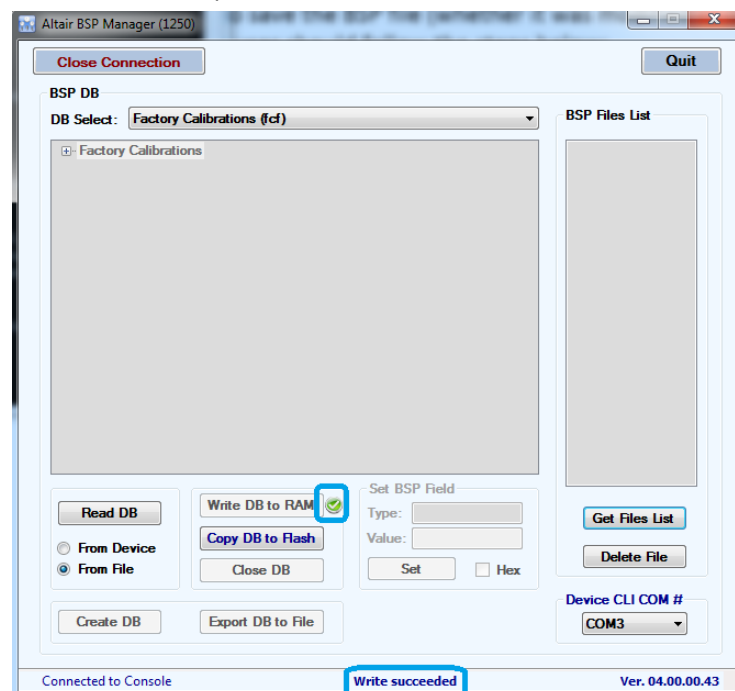 Altair BSP Manager (1250)
Close Connection
Quit
BSP DB
DB Select: Factory Calibrations (fcf)
BSP Files List
Factory Calibrations
Read DB
From Device
From File
Write DB to RAM
Copy DB to Flash
Close DB
Set BSP Field
Type:
Value:
Set
Hex
Get Files List
Delete File
Create DB
Export DB to File
Device CLI COM #
COM3
Connected to Console
Write succeeded
Ver. 04.00.00.43